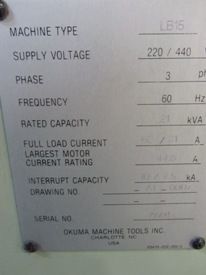 MACHINE TYPE LB15
SUPPLY VOLTAGE 220 / 440
PHASE 3 ph
FREQUENCY 60 Hz
RATED CAPACITY 21 kVA
FULL LOAD CURRENT A
LARGEST MOTOR
CURRENT RATING A
INTERRUPT CAPACITY kA
DRAWING NO.
SERIAL NO.
OKUMA MACHINE TOOLS INC.
CHARLOTTE NC
USA